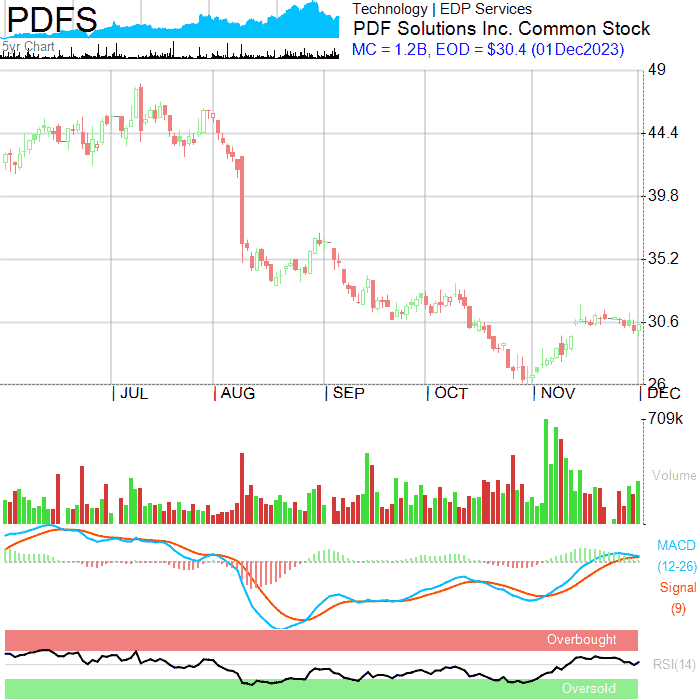 PDFS
5yr Chart
Technology | EDP Services
PDF Solutions Inc. Common Stock
MC = 1.2B, EOD = $30.4 (01Dec2023)
49
44.4
39.8
35.2
30.6
26
JUL AUG SEP OCT NOV DEC
709k
Volume
MACD
(12-26)
Signal
(9)
Overbought
RSI(14)
Oversold